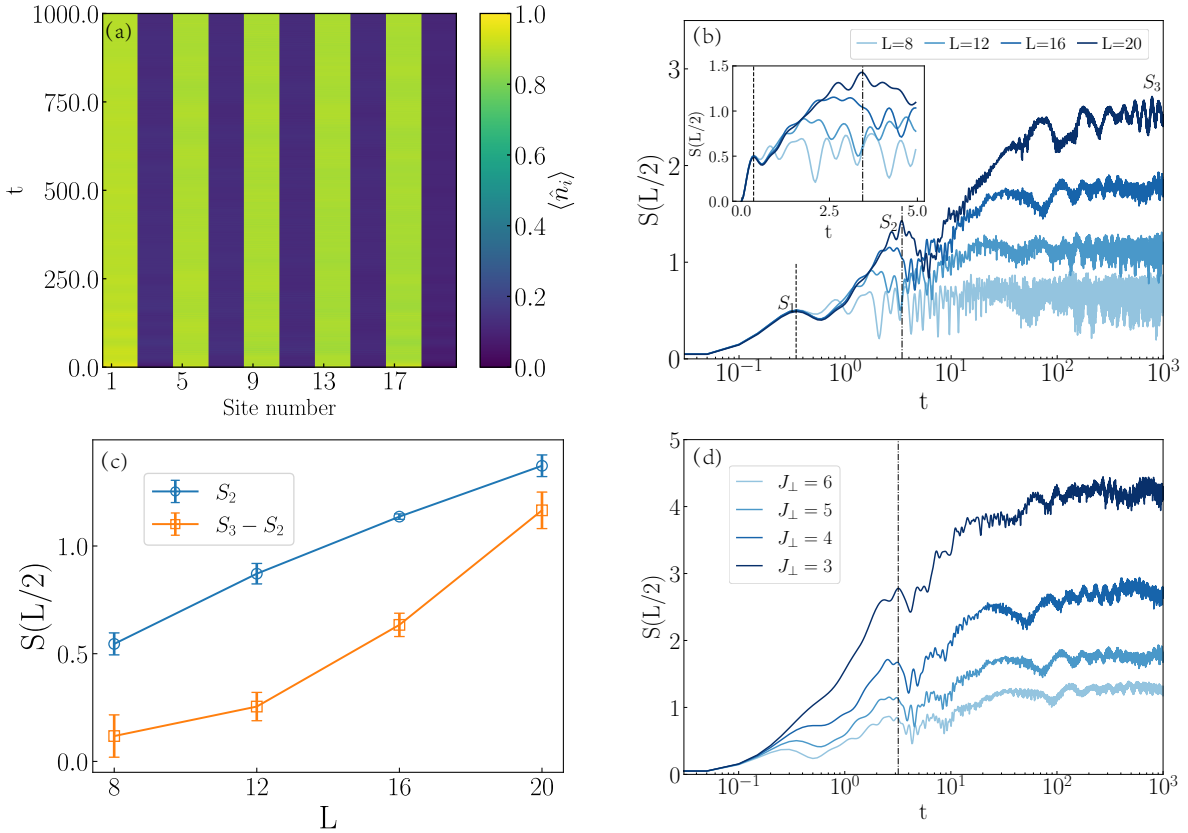 (a)
1000.0
750.0
500.0
250.0
0.0
t
1 5 9 13 17
Site number
1.0
0.8
0.6
0.4
0.2
0.0
⟨n̂ᵢ⟩
(b)
L=8 L=12 L=16 L=20
3
2
1
0
S(L/2)
10⁻¹ 10⁰ 10¹ 10² 10³
t
S₁
S₂
S₃
1.5
1.0
0.5
0.0
S(L/2)
0.0 2.5 5.0
t
(c)
S₂
S₃ − S₂
1.0
0.5
0.0
S(L/2)
8 12 16 20
L
(d)
J⊥ = 6
J⊥ = 5
J⊥ = 4
J⊥ = 3
5
4
3
2
1
0
S(L/2)
10⁻¹ 10⁰ 10¹ 10² 10³
t